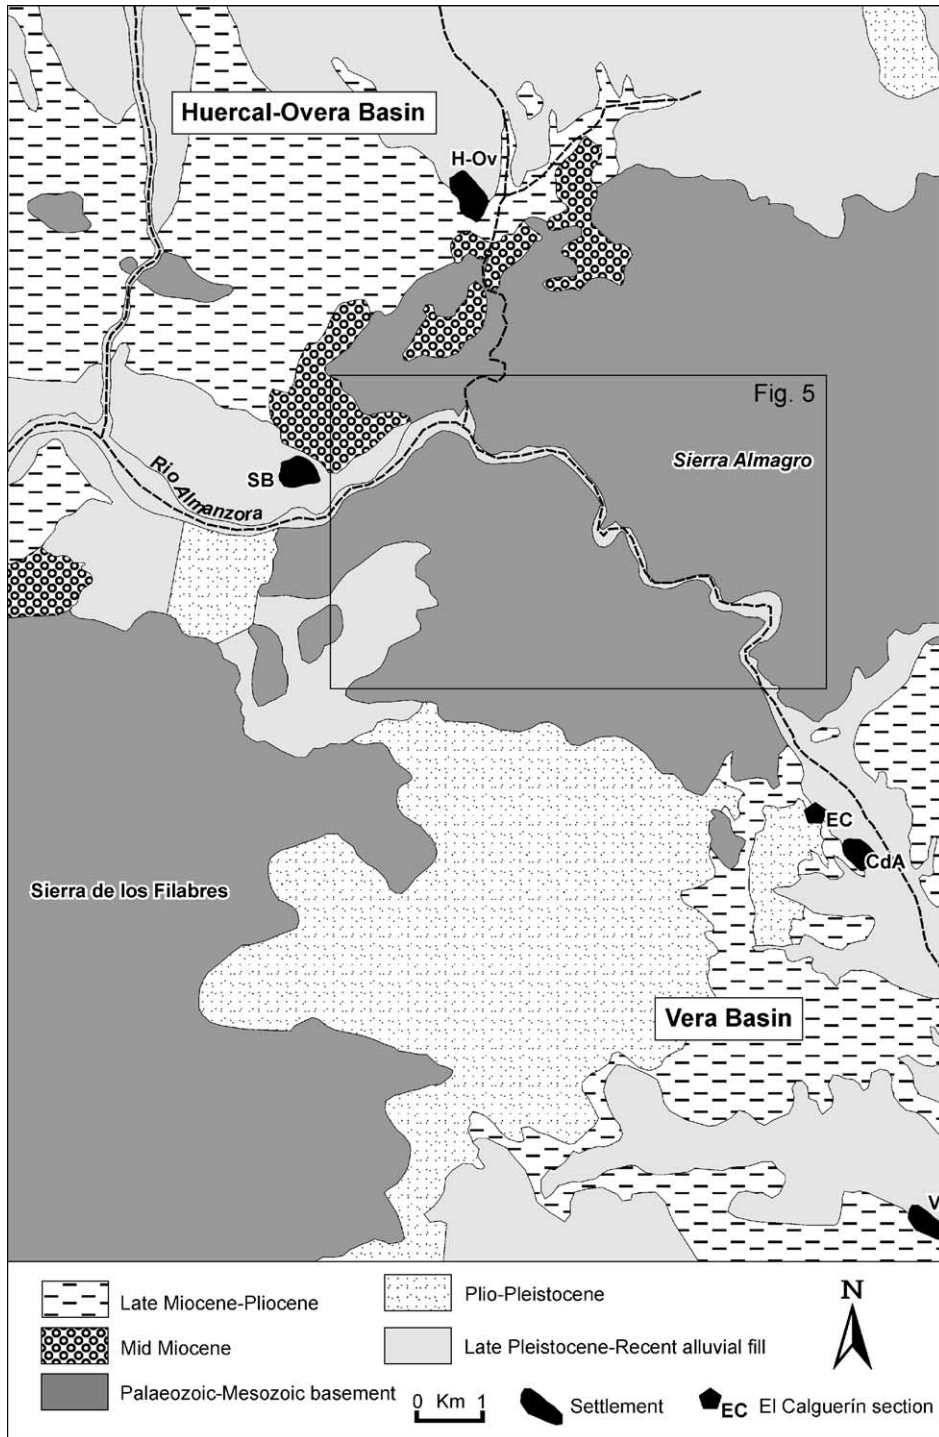 Huercal-Overa Basin
H-Ov
Fig. 5
Sierra Almagro
SB
Rio Almanzora
EC
CdA
Sierra de los Filabres
Vera Basin
V
Late Miocene-Pliocene
Plio-Pleistocene
N
Mid Miocene
Late Pleistocene-Recent alluvial fill
Palaeozoic-Mesozoic basement
0 Km 1
Settlement
EC El Calguerín section